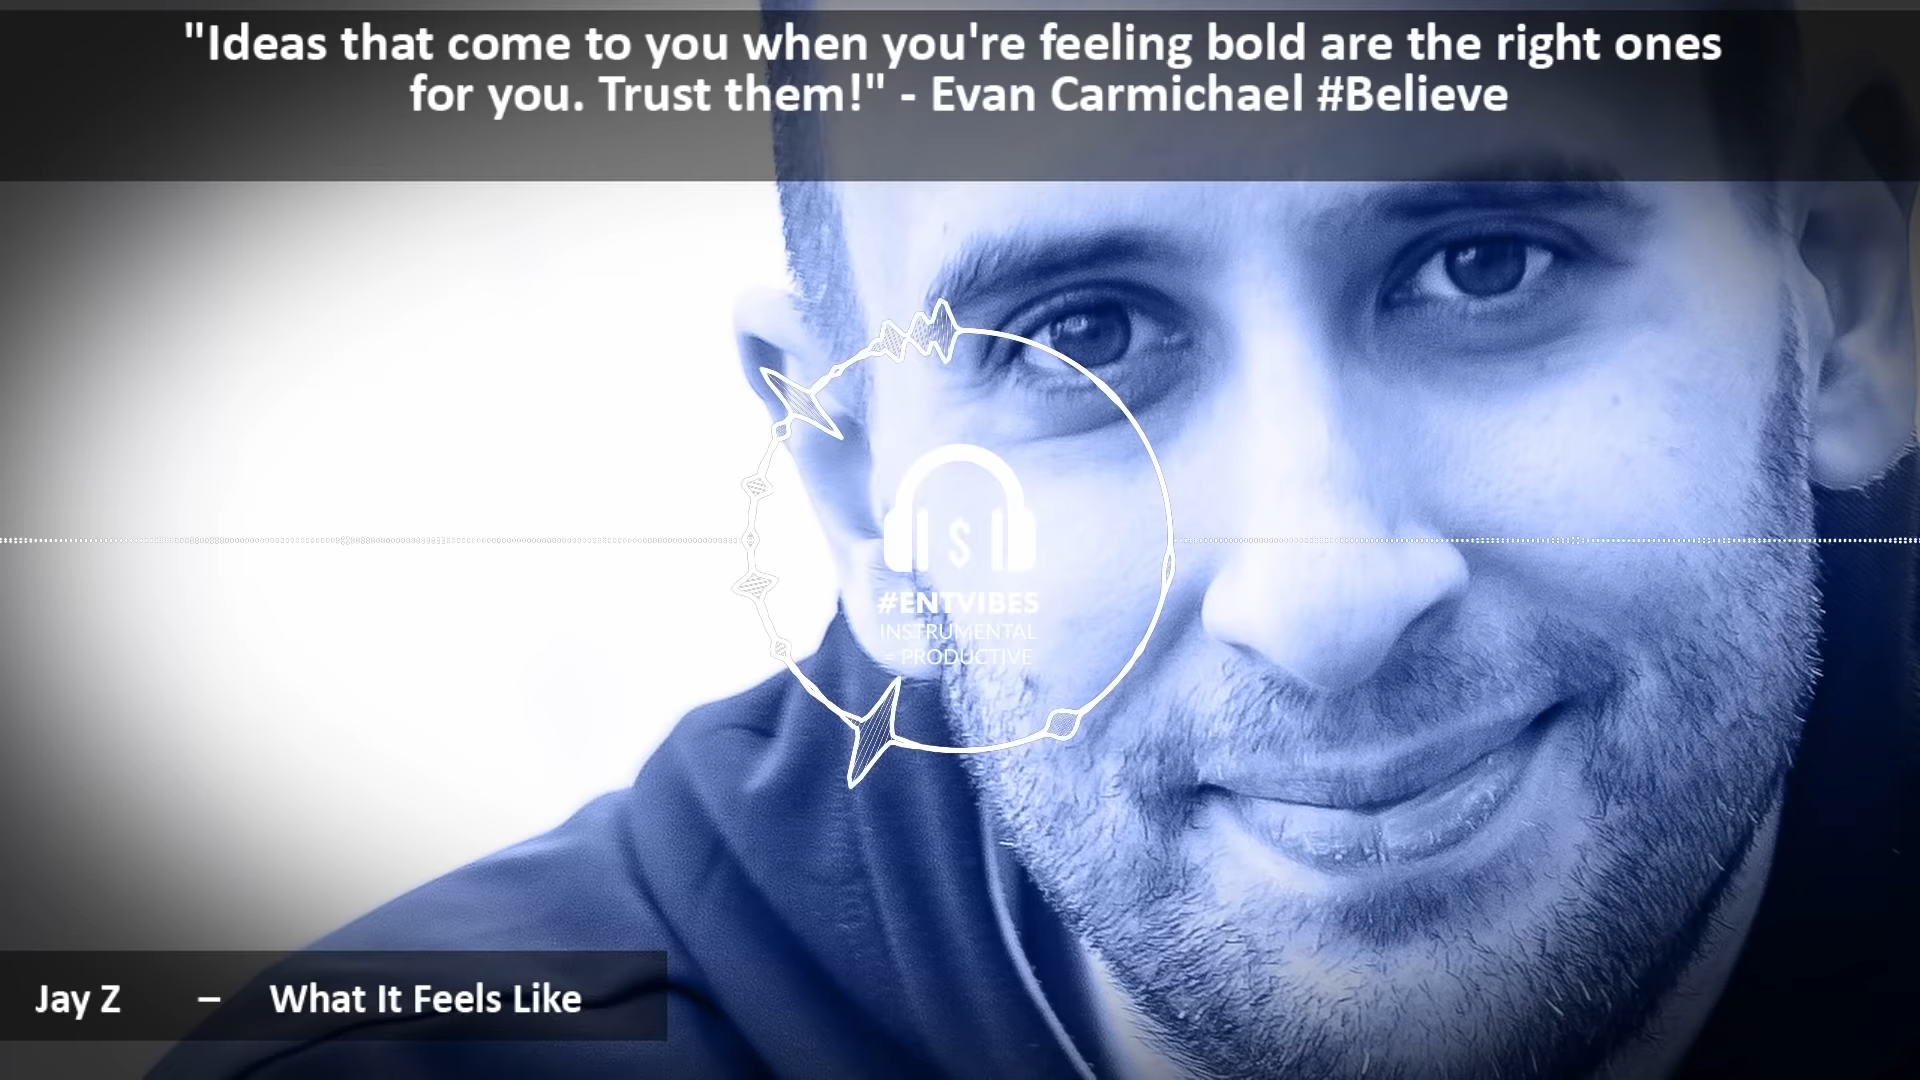 "Ideas that come to you when you're feeling bold are the right ones
for you. Trust them!" - Evan Carmichael #Believe
$
#ENTVIBES
INSTRUMENTAL
= PRODUCTIVE
Jay Z – What It Feels Like